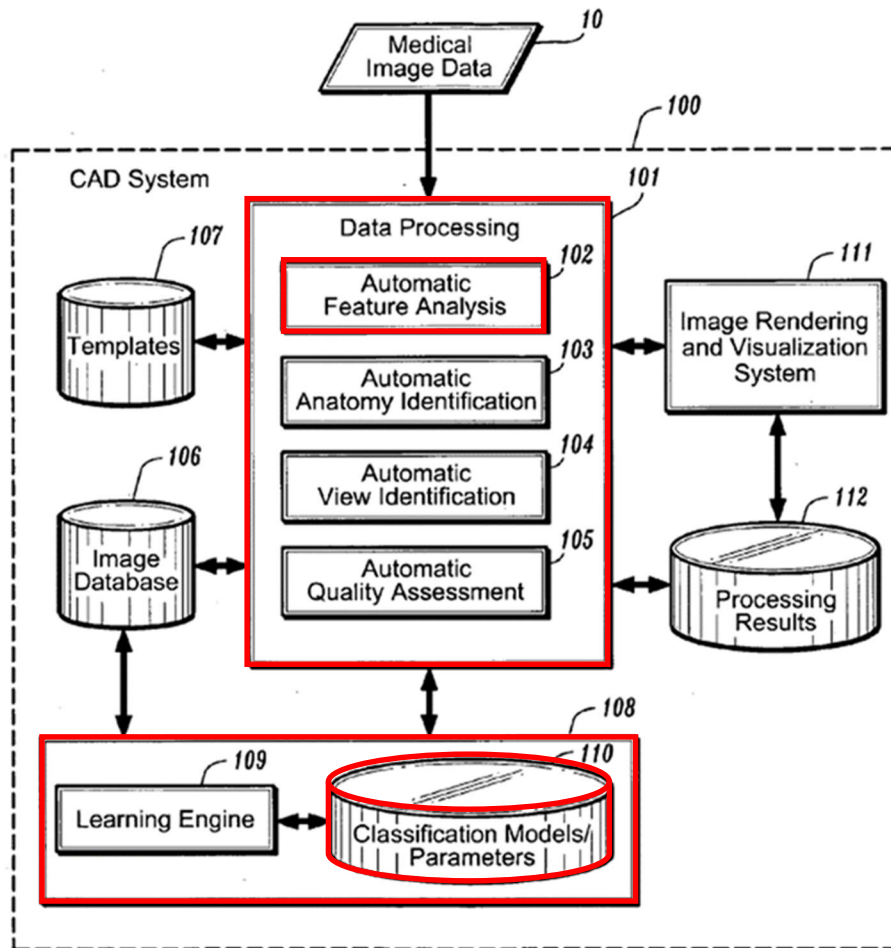 10
Medical
Image Data
100
CAD System
101
Data Processing
107
102
Automatic
Feature Analysis
111
Templates
Image Rendering
and Visualization
System
103
Automatic
Anatomy Identification
106
104
Automatic
View Identification
112
Image
Database
105
Automatic
Quality Assessment
Processing
Results
108
109
110
Learning Engine
Classification Models/
Parameters